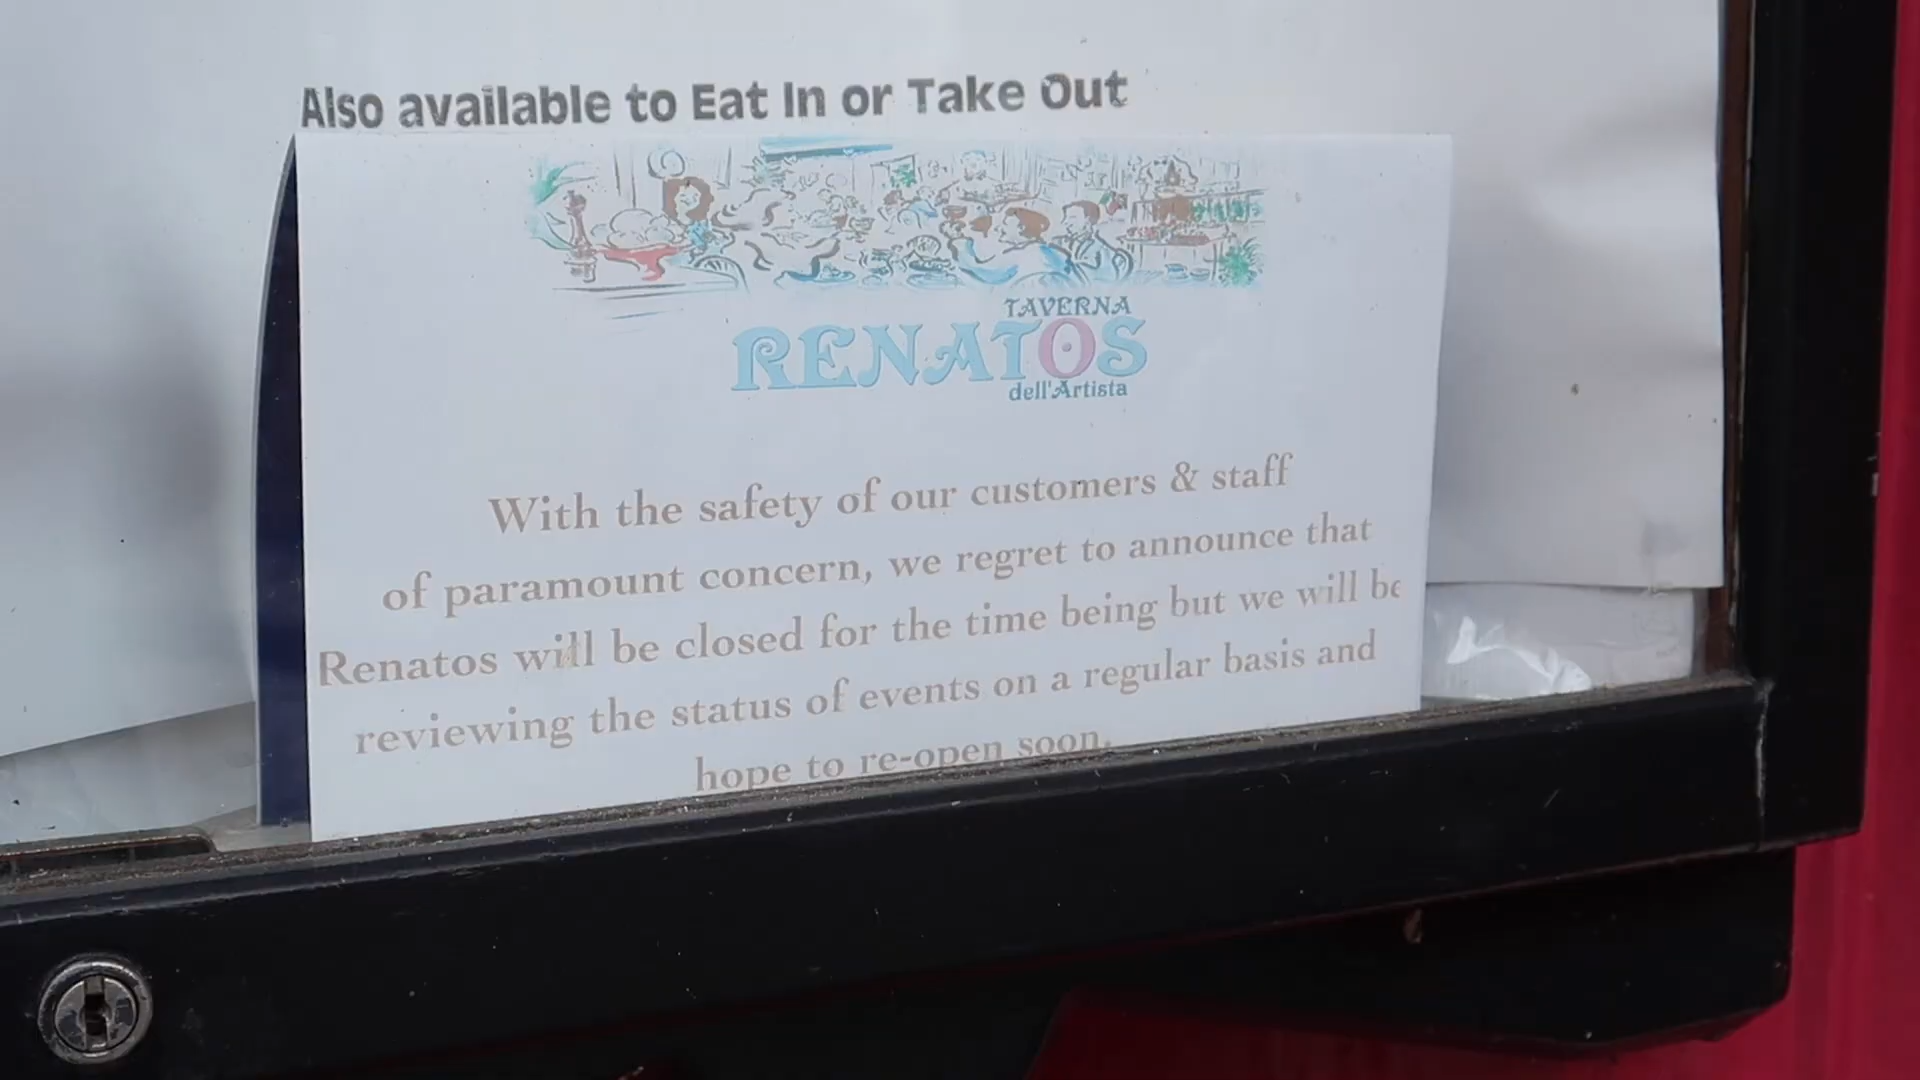 Also available to Eat In or Take Out
TAVERNA
RENATOS
dell'Artista
With the safety of our customers & staff
of paramount concern, we regret to announce that
Renatos will be closed for the time being but we will be
reviewing the status of events on a regular basis and
hope to re-open soon.